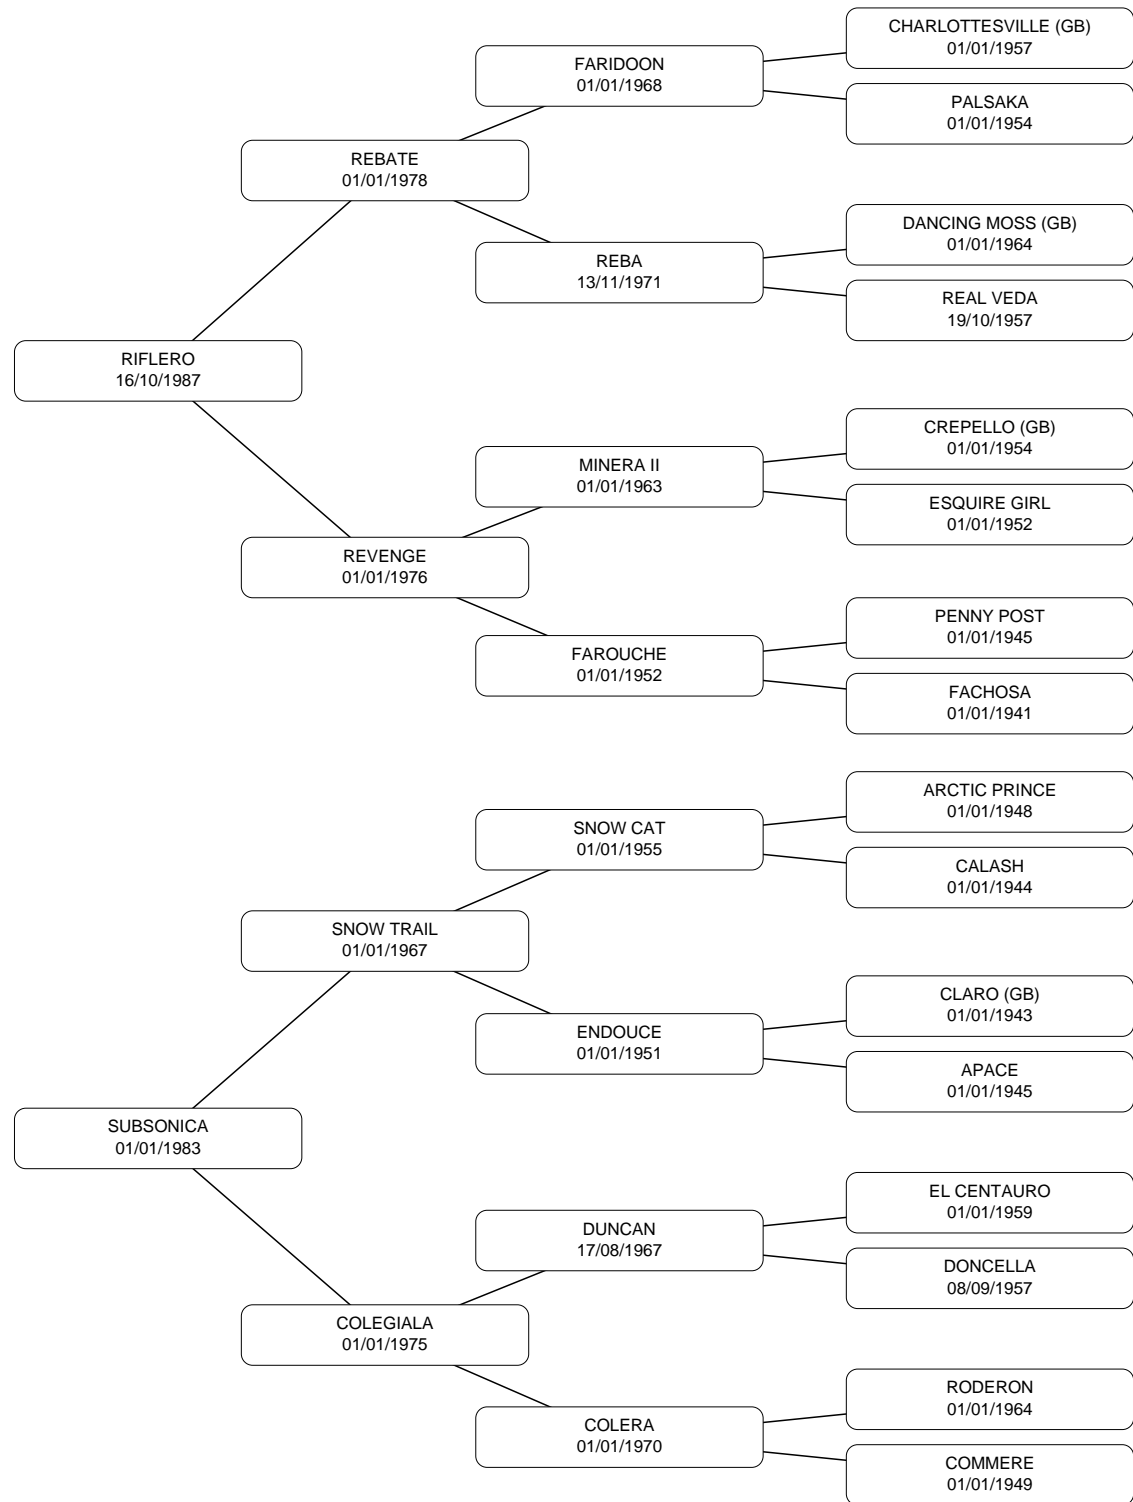 CHARLOTTESVILLE (GB)
01/01/1957
FARIDOON
01/01/1968
PALSAKA
01/01/1954
REBATE
01/01/1978
DANCING MOSS (GB)
01/01/1964
REBA
13/11/1971
REAL VEDA
19/10/1957
RIFLERO
16/10/1987
CREPELLO (GB)
01/01/1954
MINERA II
01/01/1963
ESQUIRE GIRL
01/01/1952
REVENGE
01/01/1976
PENNY POST
01/01/1945
FAROUCHE
01/01/1952
FACHOSA
01/01/1941
ARCTIC PRINCE
01/01/1948
SNOW CAT
01/01/1955
CALASH
01/01/1944
SNOW TRAIL
01/01/1967
CLARO (GB)
01/01/1943
ENDOUCE
01/01/1951
APACE
01/01/1945
SUBSONICA
01/01/1983
EL CENTAURO
01/01/1959
DUNCAN
17/08/1967
DONCELLA
08/09/1957
COLEGIALA
01/01/1975
RODERON
01/01/1964
COLERA
01/01/1970
COMMERE
01/01/1949